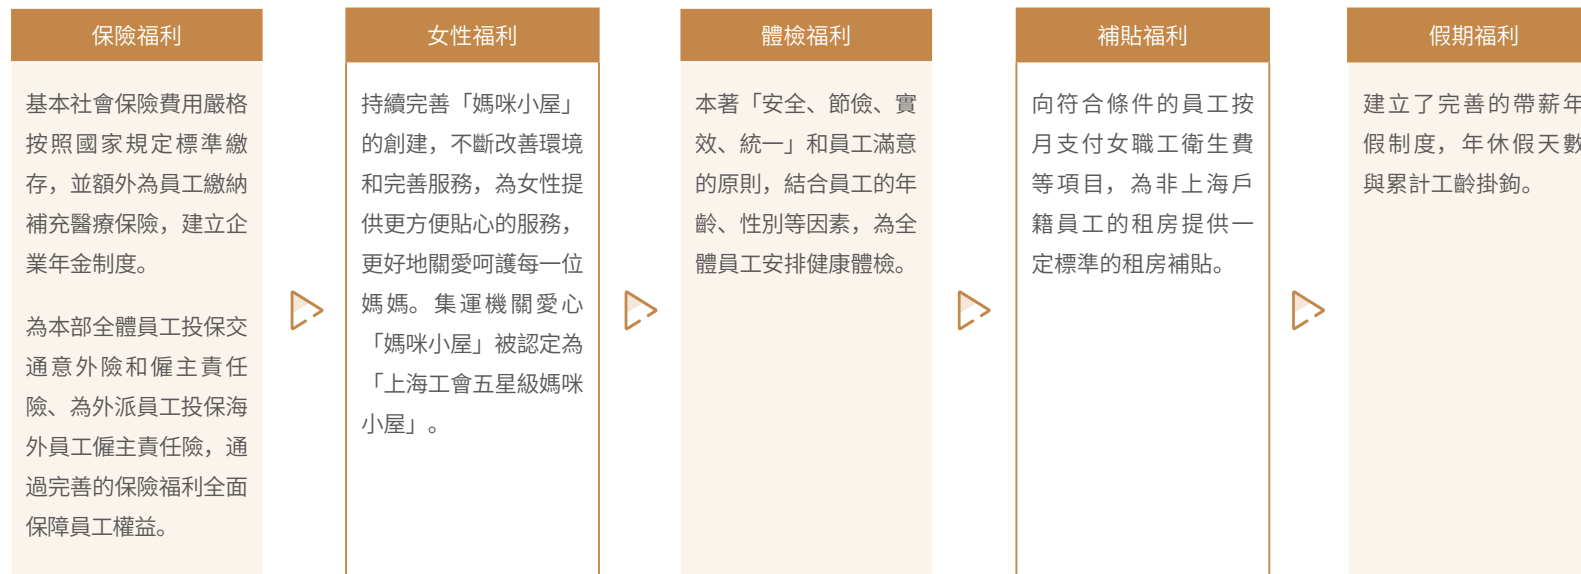 保險福利
基本社會保險費用嚴格
按照國家規定標準繳
存，並額外為員工繳納
補充醫療保險，建立企
業年金制度。
為本部全體員工投保交
通意外險和僱主責任
險、為外派員工投保海
外員工僱主責任險，通
過完善的保險福利全面
保障員工權益。
女性福利
持續完善「媽咪小屋」
的創建，不斷改善環境
和完善服務，為女性提
供更方便貼心的服務，
更好地關愛呵護每一位
媽媽。集運機關愛心
「媽咪小屋」被認定為
「上海工會五星級媽咪
小屋」。
體檢福利
本著「安全、節儉、實
效、統一」和員工滿意
的原則，結合員工的年
齡、性別等因素，為全
體員工安排健康體檢。
補貼福利
向符合條件的員工按
月支付女職工衛生費
等項目，為非上海戶
籍員工的租房提供一
定標準的租房補貼。
假期福利
建立了完善的帶薪年
假制度，年休假天數
與累計工齡掛鉤。